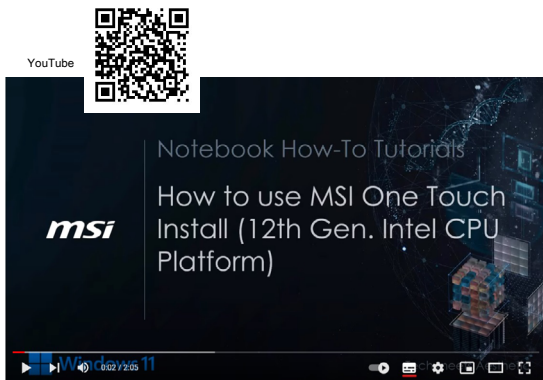 YouTube
Notebook How-To Tutorials
How to use MSI One Touch
Install (12th Gen. Intel CPU
Platform)
msi
Windows 11
0:02 / 2:05